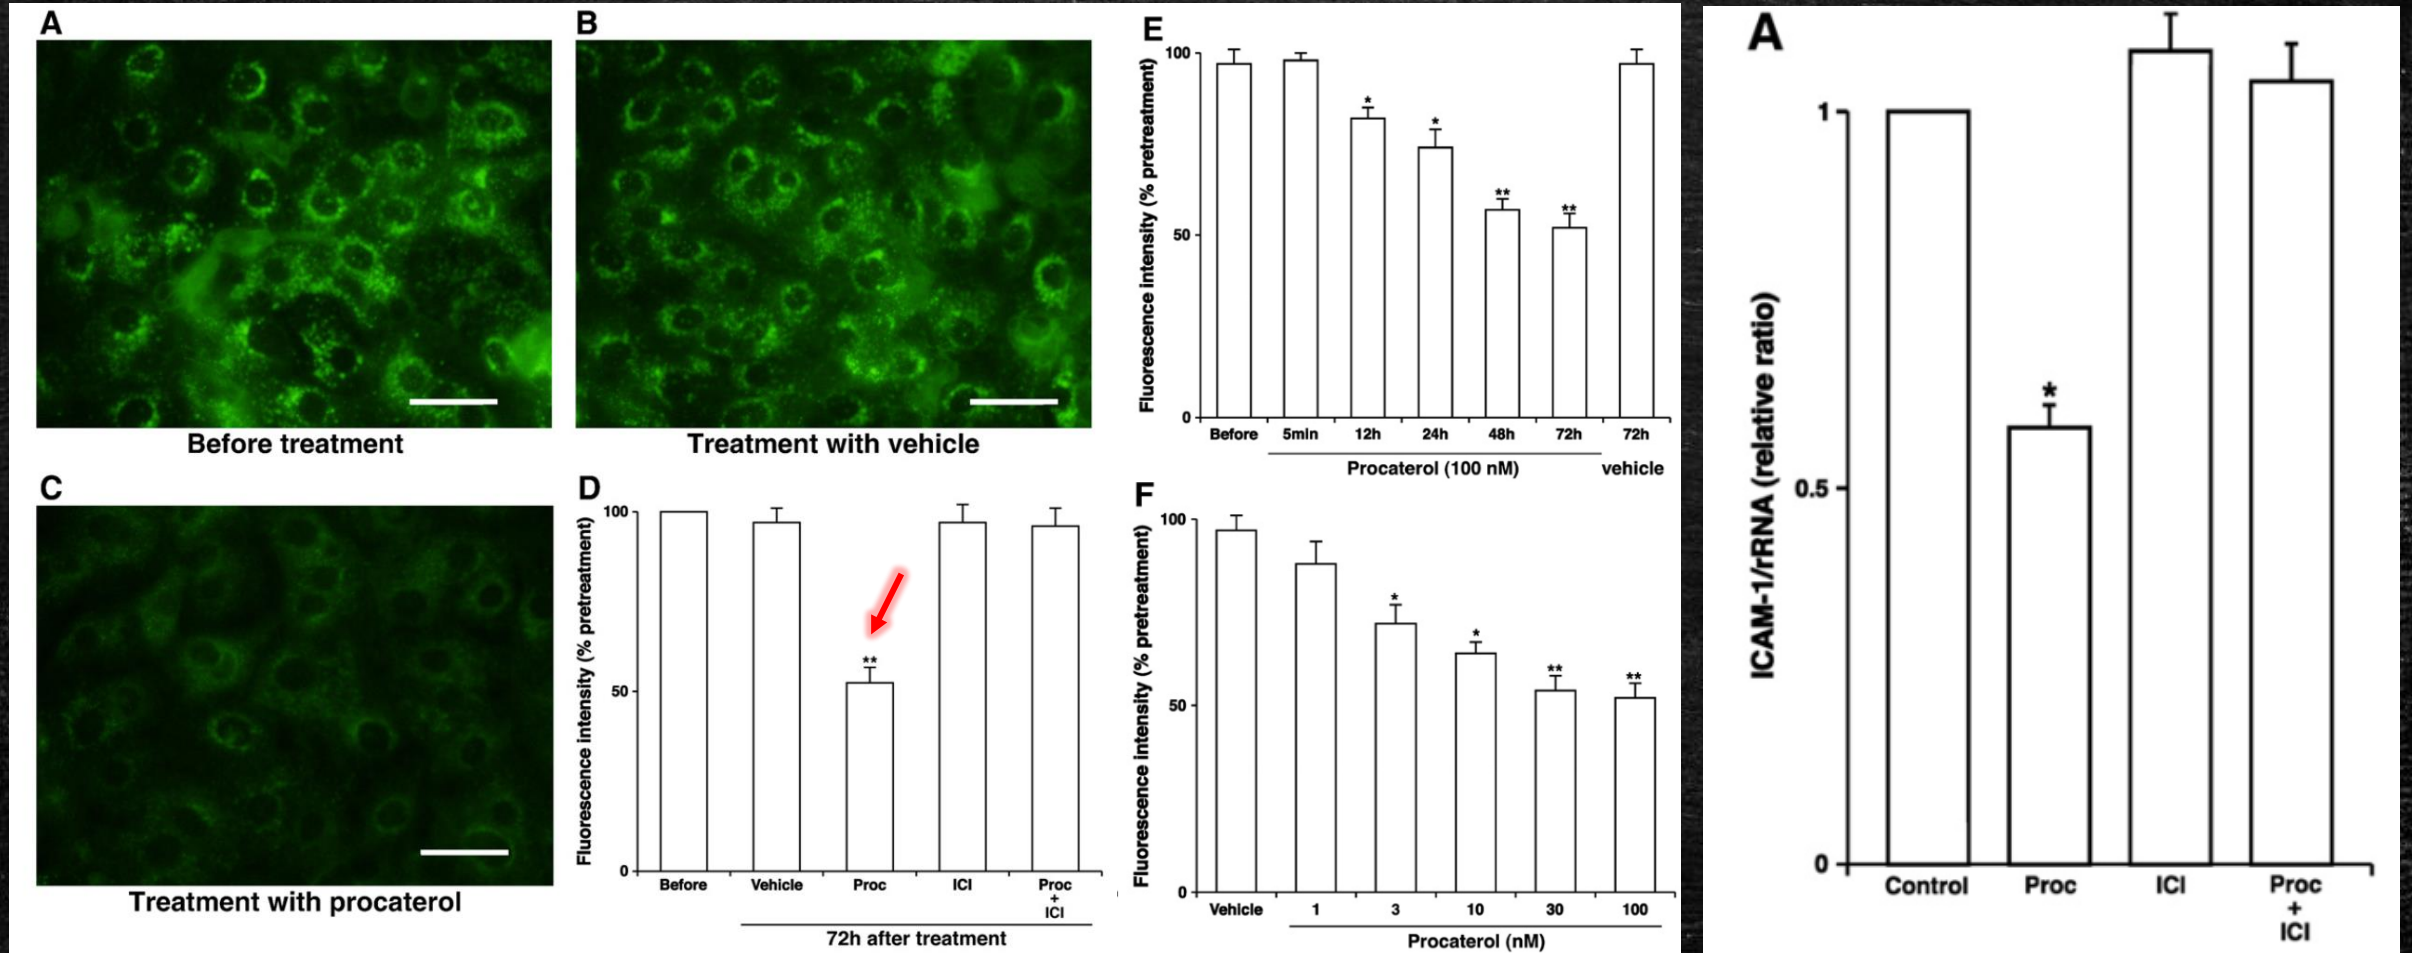 A
Before treatment
B
Treatment with vehicle
C
Treatment with procaterol
D
Fluorescence intensity (% pretreatment)
100
50
0
**
Before Vehicle Proc ICI Proc
+
ICI
72h after treatment
E
Fluorescence intensity (% pretreatment)
100
50
0
*
*
**
**
Before 5min 12h 24h 48h 72h 72h
Procaterol (100 nM) vehicle
F
Fluorescence intensity (% pretreatment)
100
50
0
*
*
**
**
Vehicle 1 3 10 30 100
Procaterol (nM)
A
ICAM-1/rRNA (relative ratio)
1
0.5
0
*
Control Proc ICI Proc
+
ICI